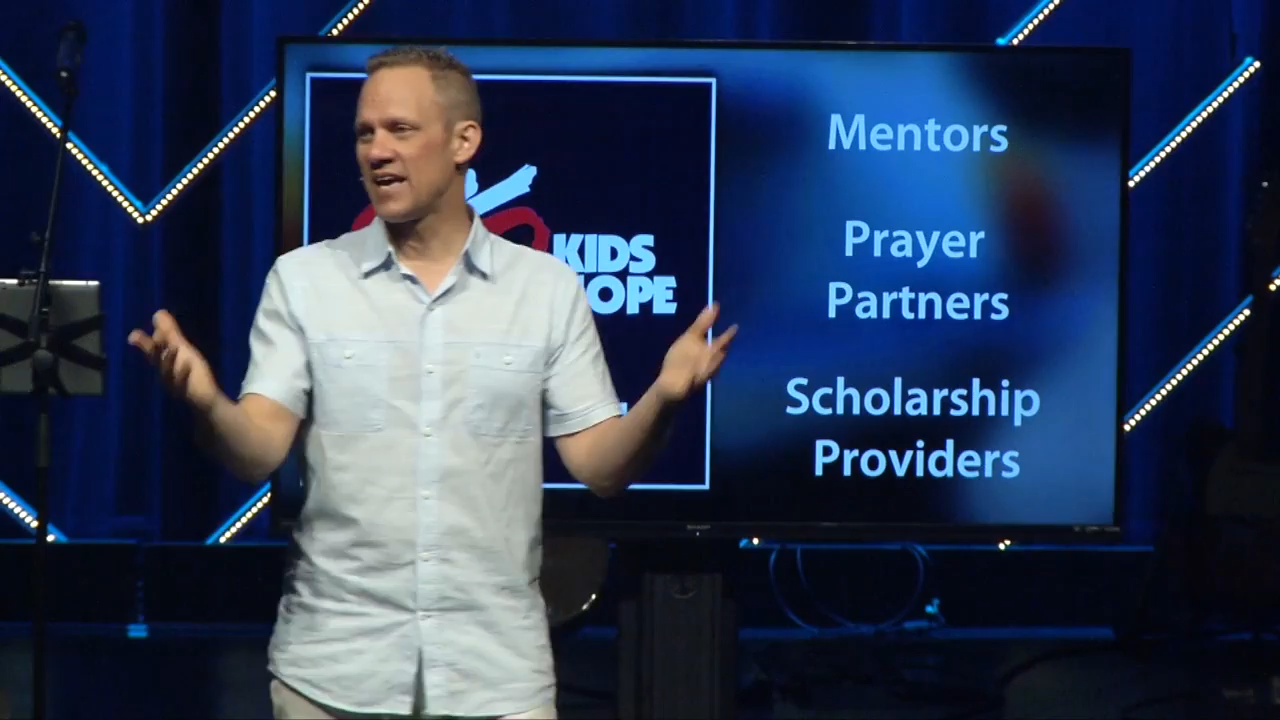 KIDS
HOPE
Mentors
Prayer
Partners
Scholarship
Providers